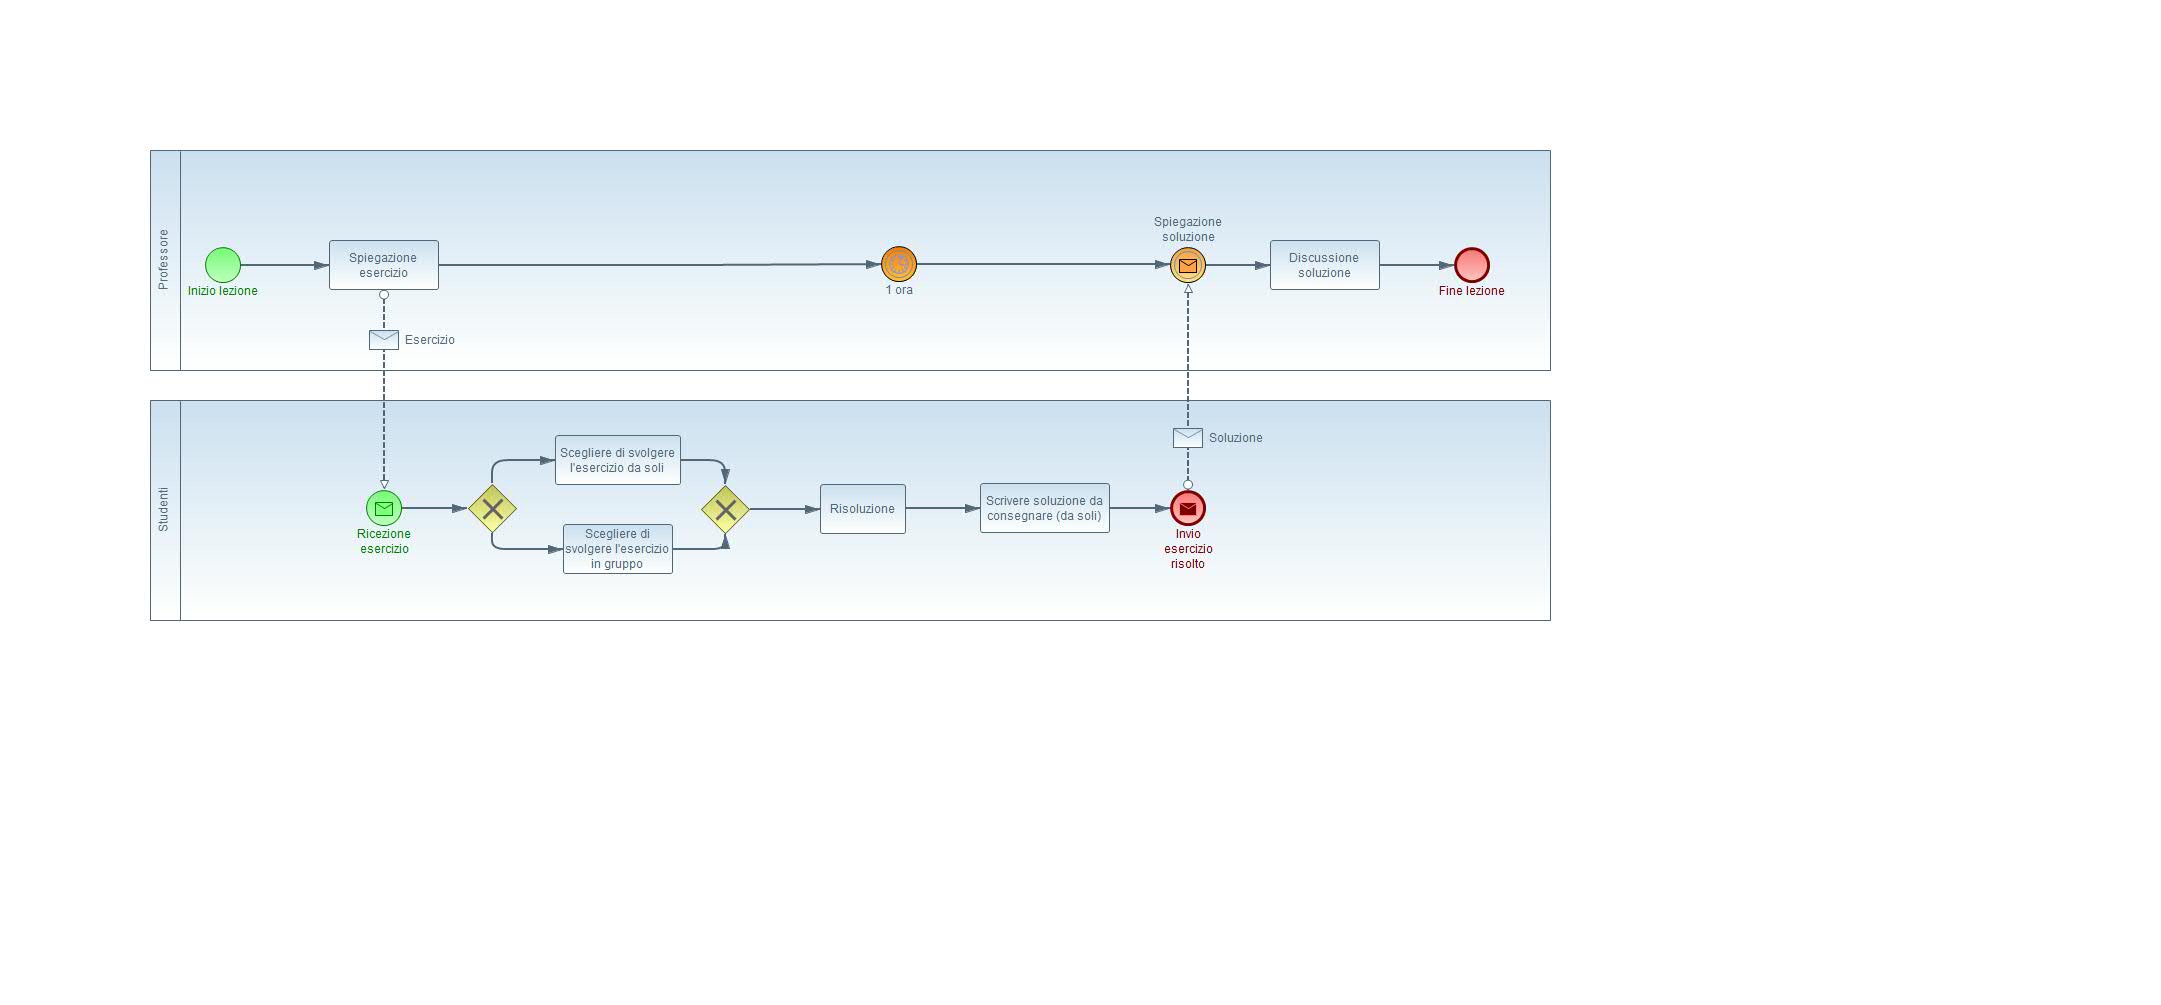 Professore
Inizio lezione
Spiegazione
esercizio
Esercizio
1 ora
Spiegazione
soluzione
Discussione
soluzione
Fine lezione
Studenti
Ricezione
esercizio
Scegliere di svolgere
l'esercizio da soli
Scegliere di
svolgere l'esercizio
in gruppo
Risoluzione
Scrivere soluzione da
consegnare (da soli)
Soluzione
Invio
esercizio
risolto